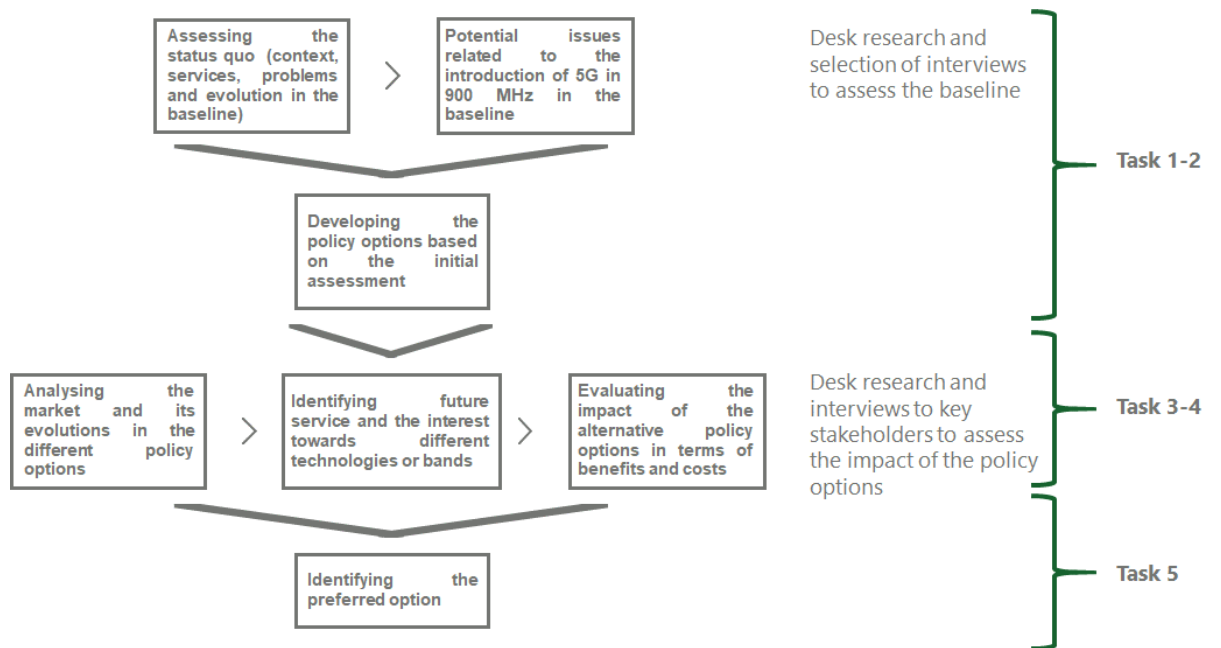 Assessing the
status quo (context,
services, problems
and evolution in the
baseline)
Potential issues
related to the
introduction of 5G in
900 MHz in the
baseline
Desk research and
selection of interviews
to assess the baseline
Task 1-2
Developing the
policy options based
on the initial
assessment
Analysing the
market and its
evolutions in the
different policy
options
Identifying future
service and the interest
towards different
technologies or bands
Evaluating the
impact of the
alternative policy
options in terms of
benefits and costs
Desk research and
interviews to key
stakeholders to assess
the impact of the policy
options
Task 3-4
Identifying the
preferred option
Task 5